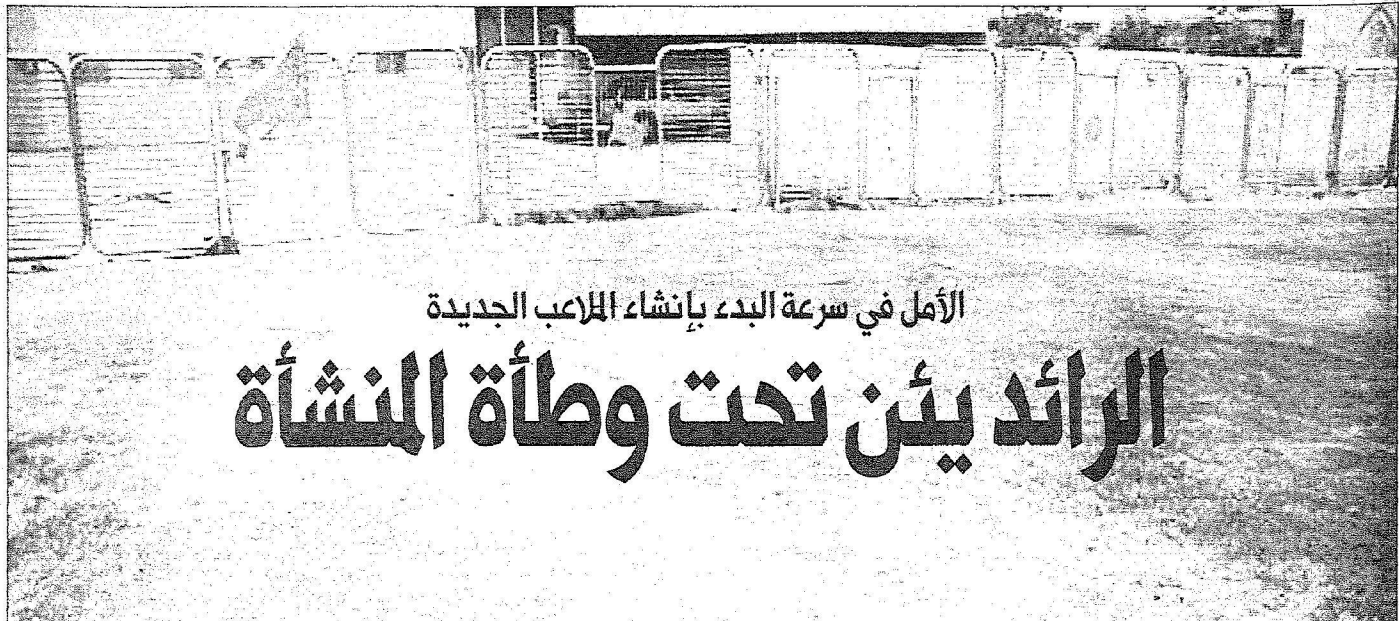 الأمل في سرعة البدء بإنشاء الملاعب الجديدة
الرائد يئن تحت وطأة المنشأة